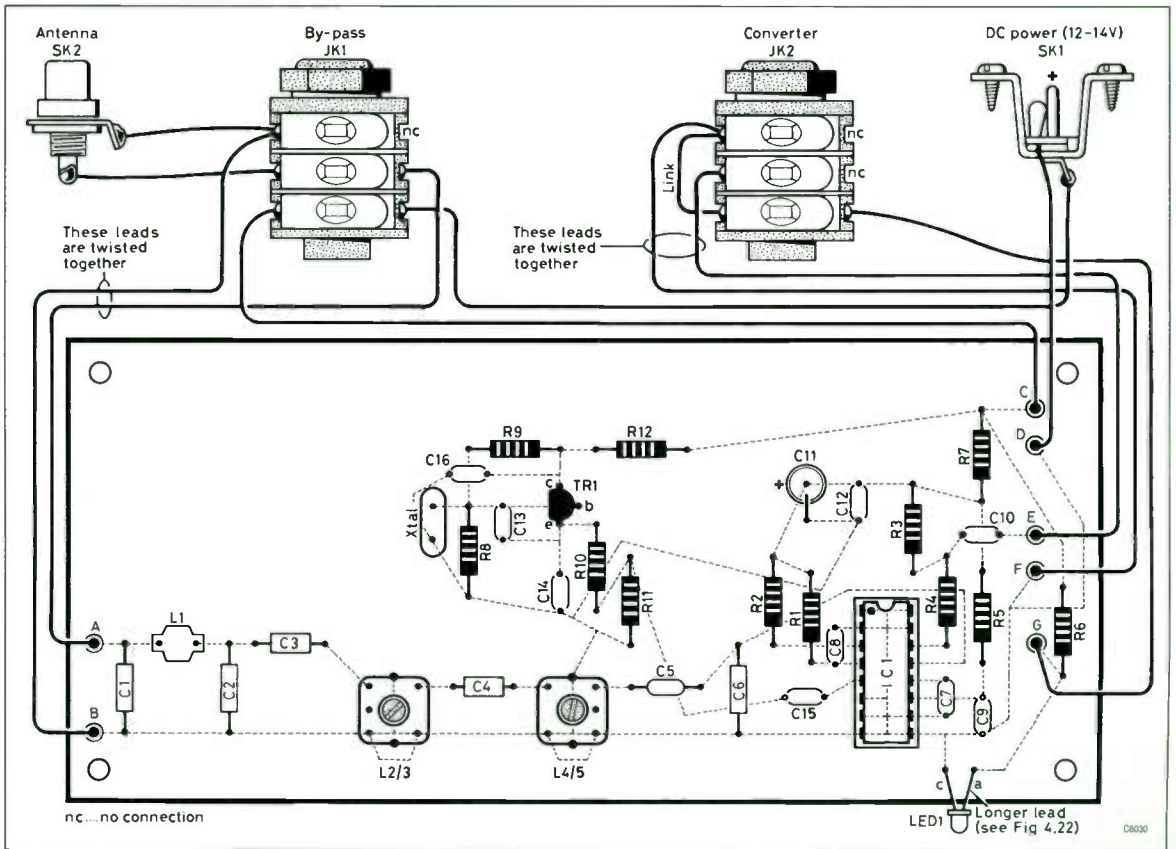 Antenna
SK2
By-pass
JK1
Converter
JK2
DC power (12-14V)
SK1
+
nc
nc
nc
Link
These leads
are twisted
together
These leads
are twisted
together
C
D
E
F
G
A
B
R9
R12
C16
c
TR1
b
e
Xtal
C13
R8
R10
C14
R11
C11
+
C12
R3
R7
C10
R2
R1
R4
R5
R6
C8
IC1
C7
C9
L1
C3
C1
C2
C4
C5
C6
C15
L2/3
L4/5
c
a
LED1
Longer lead
(see Fig 4.22)
nc....no connection
C6030